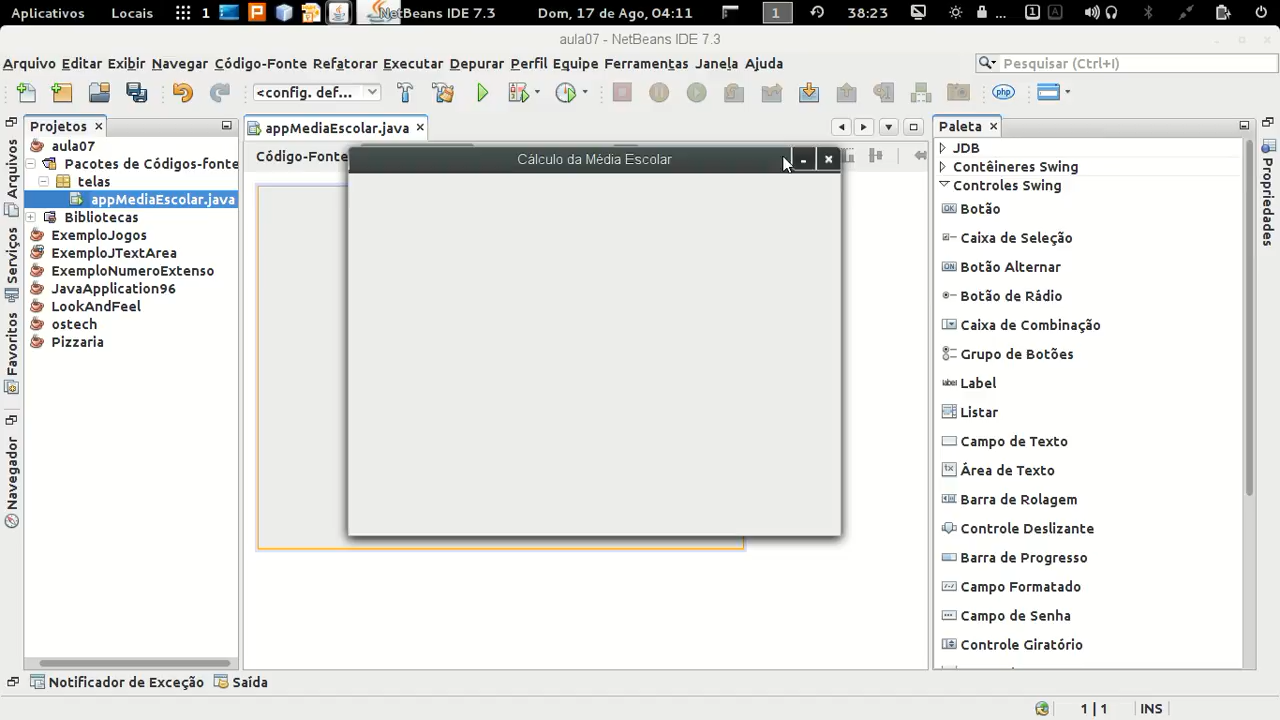 Aplicativos Locais 1 NetBeans IDE 7.3 Dom, 17 de Ago, 04:11 1 38:23 1 A
aula07 - NetBeans IDE 7.3
Arquivo Editar Exibir Navegar Código-Fonte Refatorar Executar Depurar Perfil Equipe Ferramentas Janela Ajuda Pesquisar (Ctrl+I)
<config. def... php
Projetos
appMediaEscolar.java
Paleta
Código-Fonte
Cálculo da Média Escolar
aula07
Pacotes de Códigos-fonte
telas
appMediaEscolar.java
Bibliotecas
ExemploJogos
ExemploJTextArea
ExemploNumeroExtenso
JavaApplication96
LookAndFeel
ostech
Pizzaria
Arquivos
Serviços
Favoritos
Navegador
JDB
Contêineres Swing
Controles Swing
Botão
Caixa de Seleção
Botão Alternar
Botão de Rádio
Caixa de Combinação
Grupo de Botões
label Label
Listar
Campo de Texto
Área de Texto
Barra de Rolagem
Controle Deslizante
Barra de Progresso
Campo Formatado
Campo de Senha
Controle Giratório
Propriedades
Notificador de Exceção Saída
1 | 1 INS